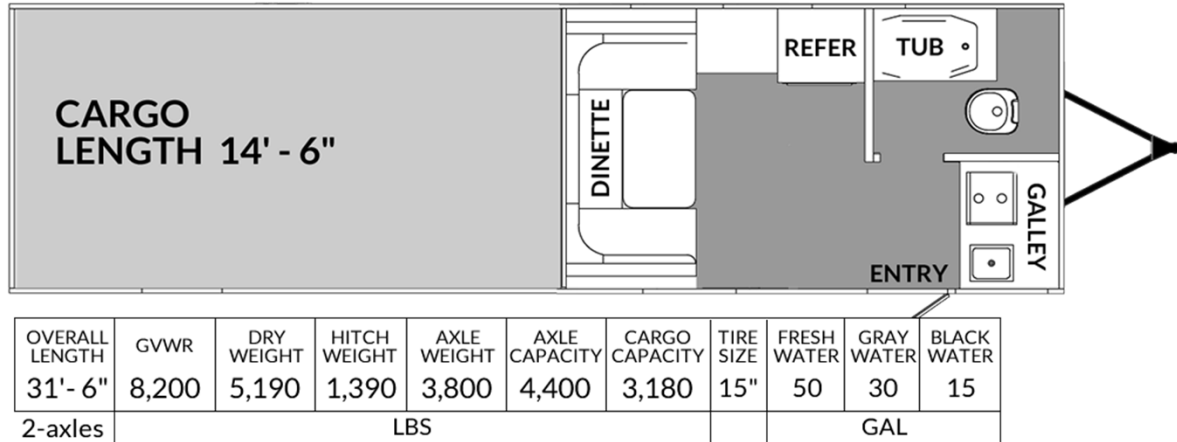 CARGO
LENGTH 14' - 6"
DINETTE
REFER
TUB
GALLEY
ENTRY
OVERALL LENGTH GVWR DRY WEIGHT HITCH WEIGHT AXLE WEIGHT AXLE CAPACITY CARGO CAPACITY TIRE SIZE FRESH WATER GRAY WATER BLACK WATER
31'- 6" 8,200 5,190 1,390 3,800 4,400 3,180 15" 50 30 15
2-axles LBS GAL